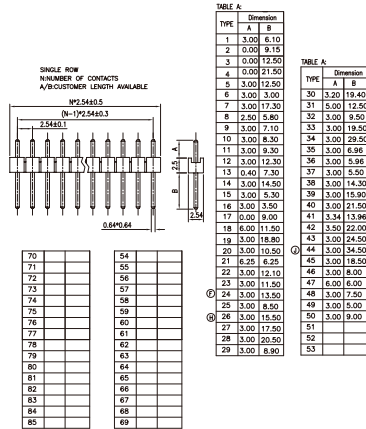 TABLE A:
TYPE Dimension
A B
1 3.00 6.10
2 0.00 9.15
3 0.00 12.50
4 0.00 21.50
5 3.00 12.50
6 3.00 3.00
7 3.00 17.30
8 2.50 5.80
9 3.00 7.10
10 3.00 8.30
11 3.00 9.30
12 3.00 12.30
13 0.40 7.30
14 3.00 14.50
15 3.00 5.30
16 3.00 3.50
17 0.00 9.00
18 6.00 11.50
19 3.00 18.80
20 3.00 10.50
21 6.25 6.25
22 3.00 12.10
23 3.00 11.50
F 24 3.00 13.50
25 3.00 8.50
H 26 3.00 15.50
27 3.00 17.50
28 3.00 20.50
29 3.00 8.90
TABLE A:
TYPE Dimension
A B
30 3.20 19.40
31 5.00 12.50
32 3.00 9.50
33 3.00 19.50
34 3.00 29.50
35 3.00 6.96
36 3.00 5.96
37 3.00 5.50
38 3.00 14.30
39 3.00 15.90
40 3.00 21.50
41 3.34 13.96
42 3.50 22.00
43 3.00 24.50
J 44 3.00 34.50
45 3.00 18.50
46 3.00 8.00
47 6.00 6.00
48 3.00 7.50
49 3.00 5.00
50 3.00 9.00
51
52
53
SINGLE ROW
N:NUMBER OF CONTACTS
A/B:CUSTOMER LENGTH AVAILABLE
N*2.54±0.5
(N-1)*2.54±0.3
2.54±0.1
A
2.5
B
0.64*0.64
2.54
70
71
72
73
74
75
76
77
78
79
80
81
82
83
84
85
54
55
56
57
58
59
60
61
62
63
64
65
66
67
68
69